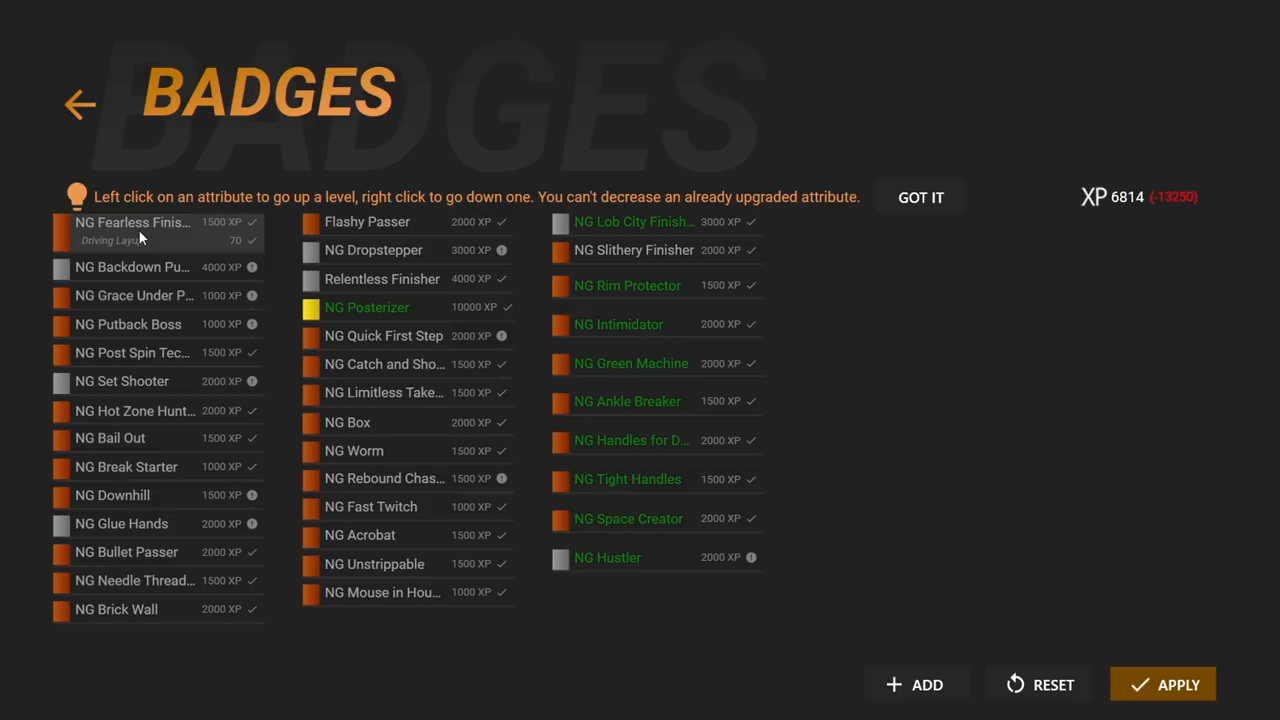 BADGES
Left click on an attribute to go up a level, right click to go down one. You can't decrease an already upgraded attribute.
GOT IT
XP 6814 (-13250)
NG Fearless Finis... 1500 XP
Driving Layu 70
NG Backdown Pu... 4000 XP
NG Grace Under P... 1000 XP
NG Putback Boss 1000 XP
NG Post Spin Tec... 1500 XP
NG Set Shooter 2000 XP
NG Hot Zone Hunt... 2000 XP
NG Bail Out 1500 XP
NG Break Starter 1000 XP
NG Downhill 1500 XP
NG Glue Hands 2000 XP
NG Bullet Passer 2000 XP
NG Needle Thread... 1500 XP
NG Brick Wall 2000 XP
Flashy Passer 2000 XP
NG Dropstepper 3000 XP
Relentless Finisher 4000 XP
NG Posterizer 10000 XP
NG Quick First Step 2000 XP
NG Catch and Sho... 1500 XP
NG Limitless Take... 1500 XP
NG Box 2000 XP
NG Worm 1500 XP
NG Rebound Chas... 1500 XP
NG Fast Twitch 1000 XP
NG Acrobat 1500 XP
NG Unstrippable 1500 XP
NG Mouse in Hou... 1000 XP
NG Lob City Finish... 3000 XP
NG Slithery Finisher 2000 XP
NG Rim Protector 1500 XP
NG Intimidator 2000 XP
NG Green Machine 2000 XP
NG Ankle Breaker 1500 XP
NG Handles for D... 2000 XP
NG Tight Handles 1500 XP
NG Space Creator 2000 XP
NG Hustler 2000 XP
ADD
RESET
APPLY